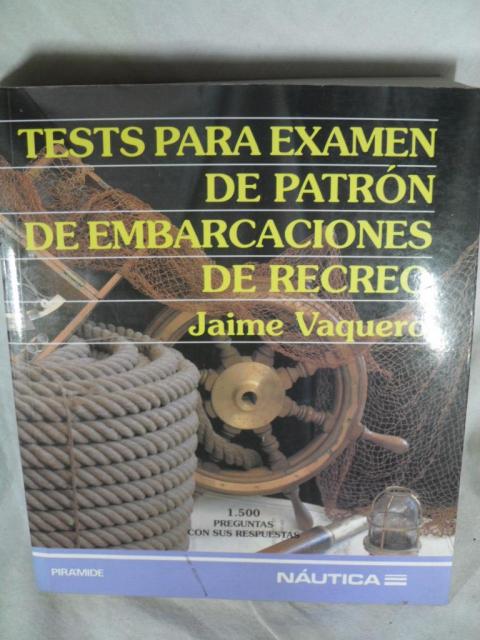 TESTS PARA EXAMEN
DE PATRÓN
DE EMBARCACIONES
DE RECREO
Jaime Vaquero
1.500
PREGUNTAS
CON SUS RESPUESTAS
PIRÁMIDE
NÁUTICA